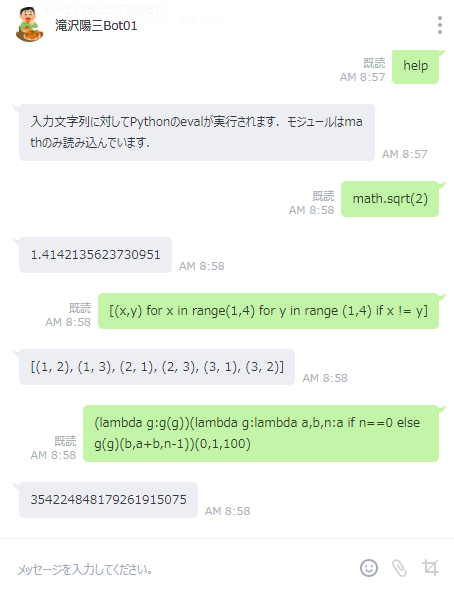 滝沢陽三Bot01
既読
AM 8:57
help
入力文字列に対してPythonのevalが実行されます．モジュールはma
thのみ読み込んでいます．
AM 8:57
既読
AM 8:58
math.sqrt(2)
1.4142135623730951
AM 8:58
既読
AM 8:58
[(x,y) for x in range(1,4) for y in range (1,4) if x != y]
[(1, 2), (1, 3), (2, 1), (2, 3), (3, 1), (3, 2)]
AM 8:58
(lambda g:g(g))(lambda g:lambda a,b,n:a if n==0 else
既読
AM 8:58
g(g)(b,a+b,n-1))(0,1,100)
354224848179261915075
AM 8:58
メッセージを入力してください。